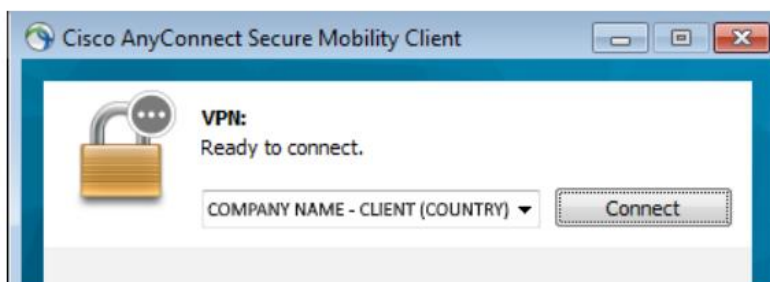 Cisco AnyConnect Secure Mobility Client
VPN:
Ready to connect.
COMPANY NAME - CLIENT (COUNTRY)
Connect